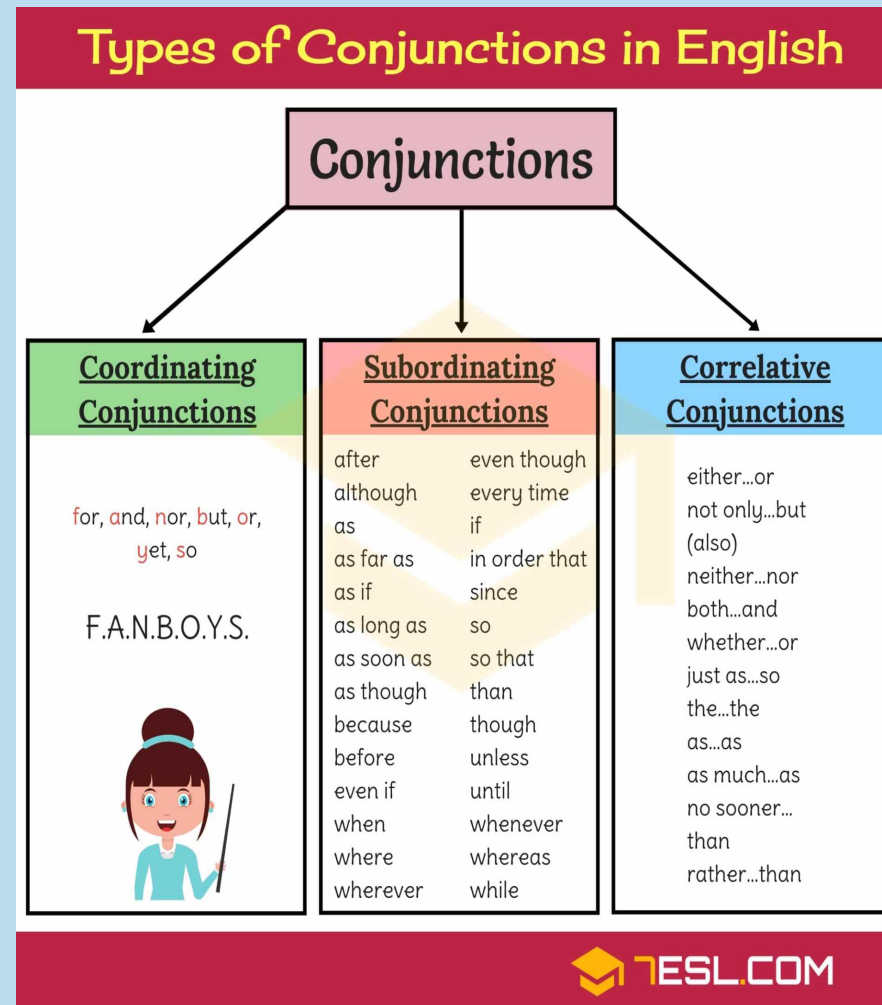 Types of Conjunctions in English
Conjunctions
Coordinating
Conjunctions
for, and, nor, but, or,
yet, so
F.A.N.B.O.Y.S.
Subordinating
Conjunctions
after
although
as
as far as
as if
as long as
as soon as
as though
because
before
even if
when
where
wherever
even though
every time
if
in order that
since
so
so that
than
though
unless
until
whenever
whereas
while
Correlative
Conjunctions
either...or
not only...but
(also)
neither...nor
both...and
whether...or
just as...so
the...the
as...as
as much...as
no sooner...
than
rather...than
7ESL.COM